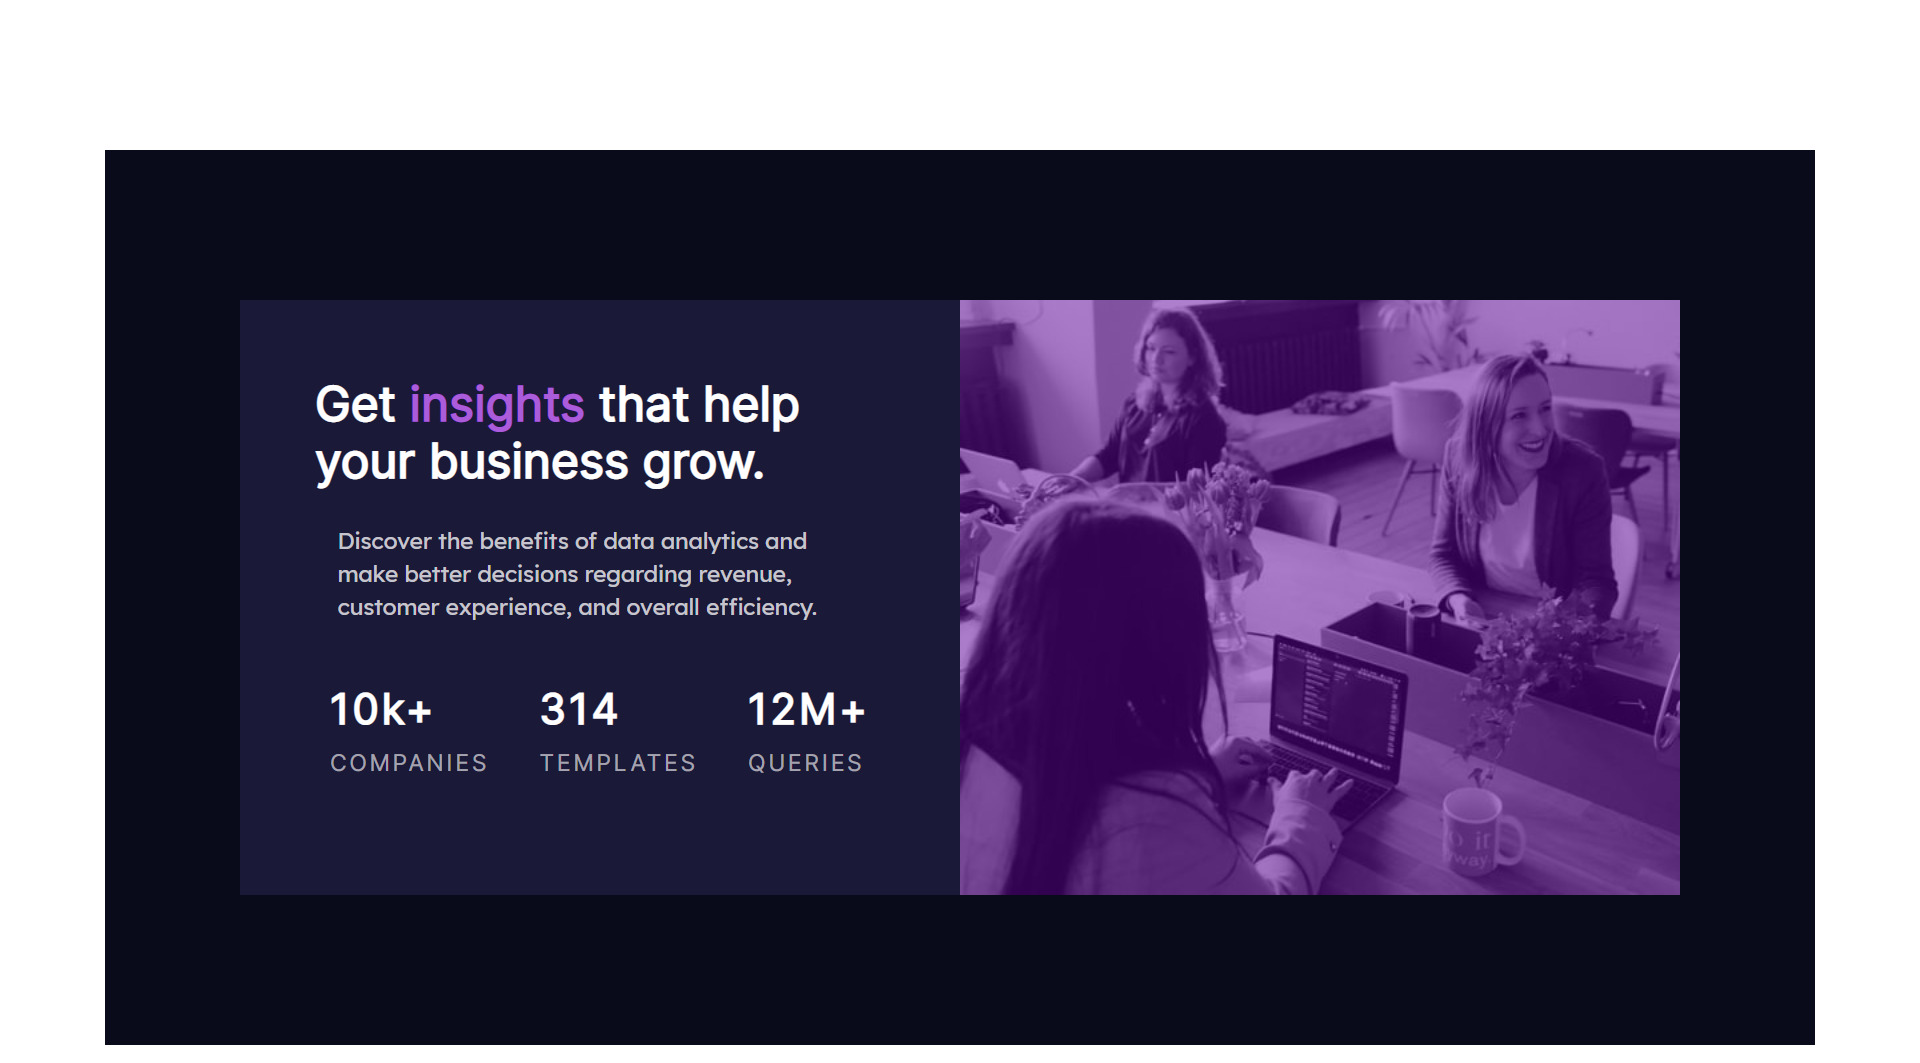 Get insights that help
your business grow.
Discover the benefits of data analytics and
make better decisions regarding revenue,
customer experience, and overall efficiency.
10k+ 314 12M+
COMPANIES TEMPLATES QUERIES